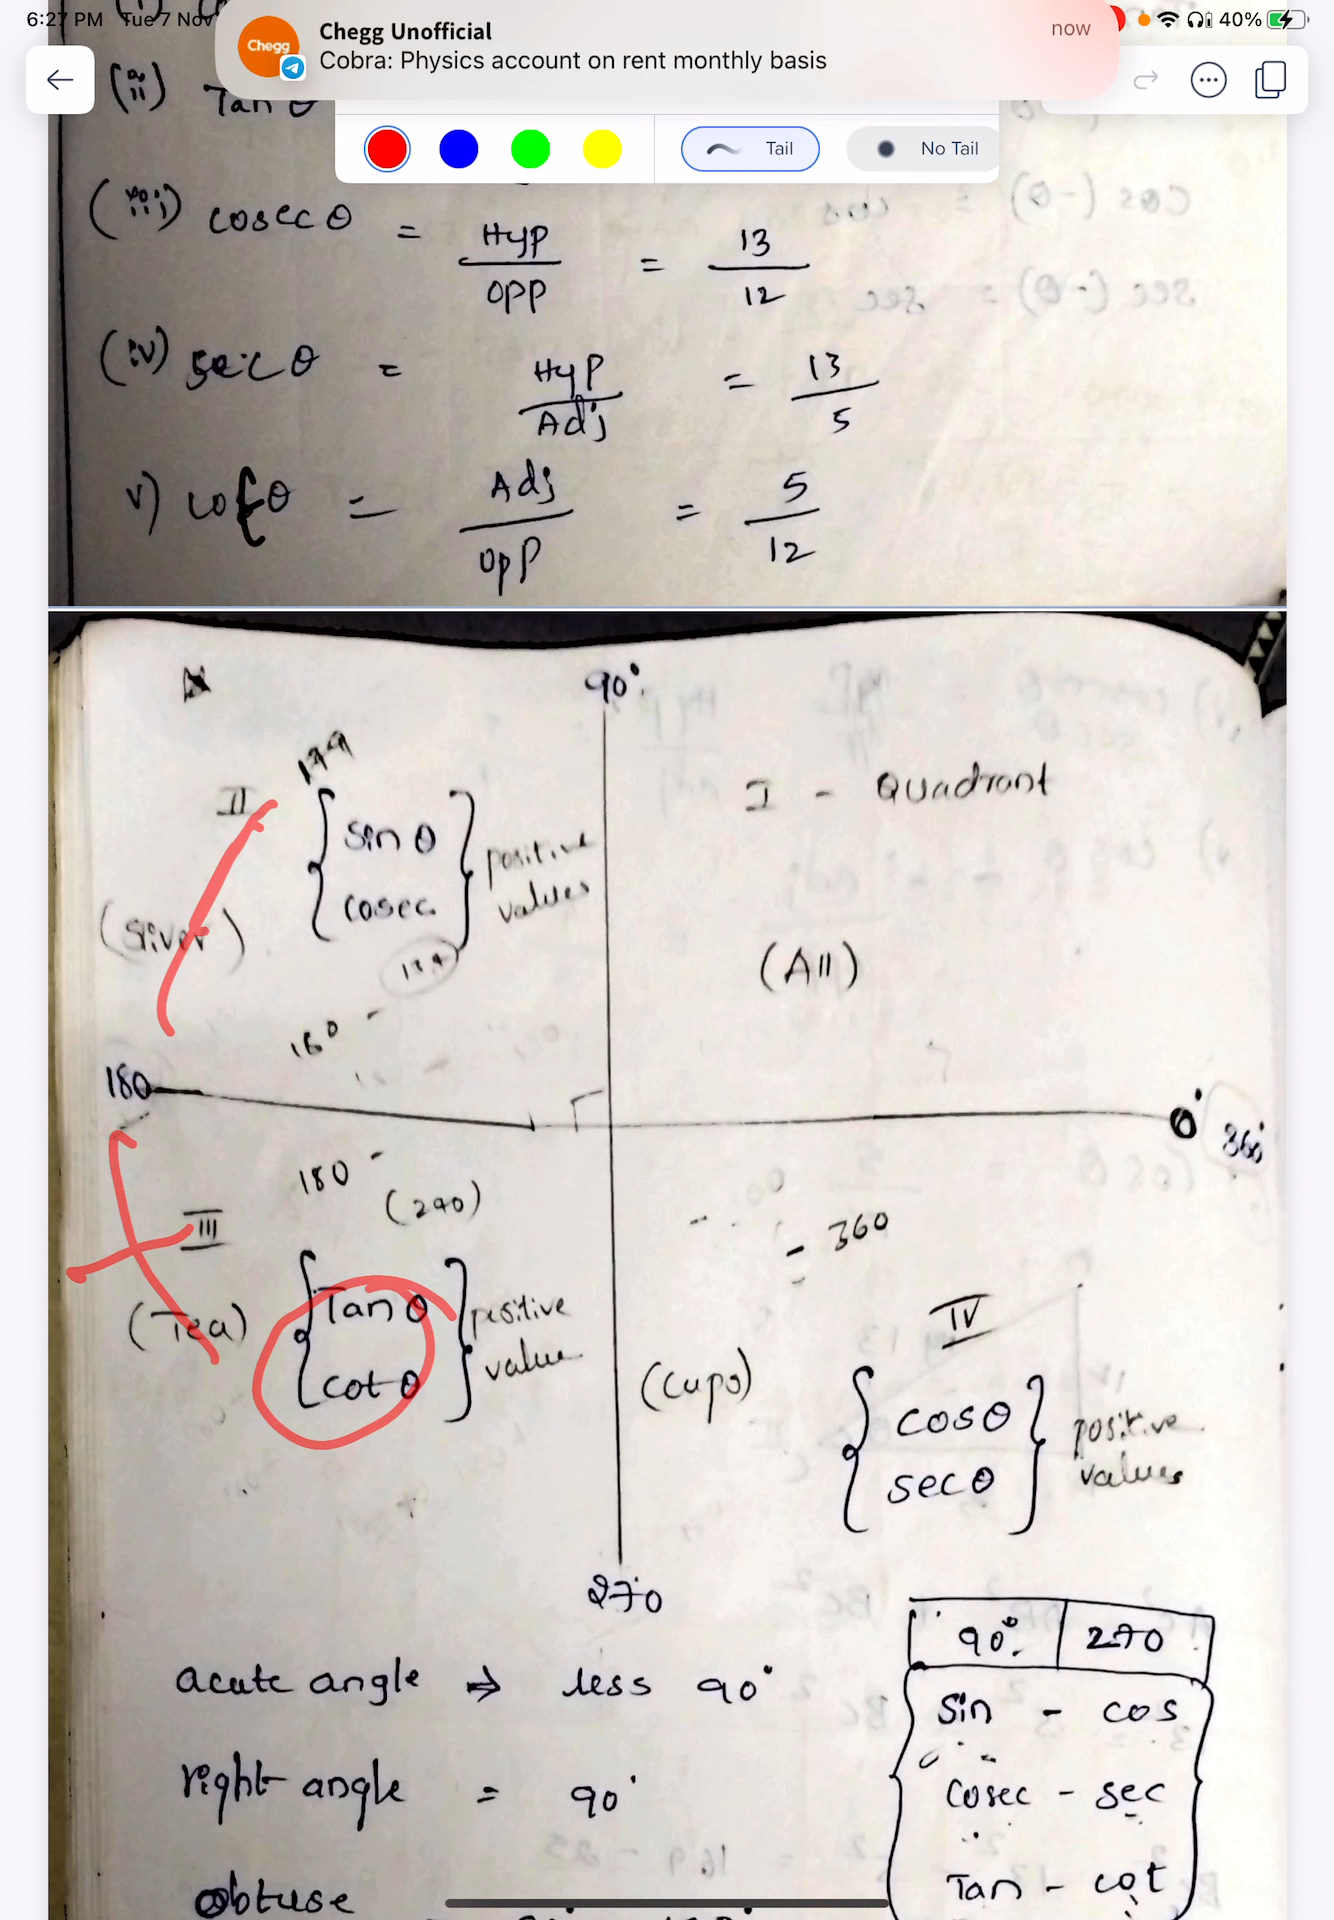 6:27 PM Tue 7 Nov
Chegg Unofficial
now
Cobra: Physics account on rent monthly basis
40%
Chegg
Tail
No Tail
(ii) Tan θ
(iii) cosec θ = Hyp / opp = 13 / 12
(iv) sec θ = Hyp / Adj = 13 / 5
v) cot θ = Adj / opp = 5 / 12
90°
179
II
I - Quadrant
{ sin θ
cosec } positive values
(Silver)
(All)
180 -
180
0°
360°
180 -
(290)
- 360
III
IV
(Tea)
{ Tan θ
cot θ } positive value
(cups)
{ cos θ
sec θ } positive values
270
90° 270
acute angle ⇒ less 90°
sin - cos
right angle = 90°
cosec - sec
obtuse
Tan - cot